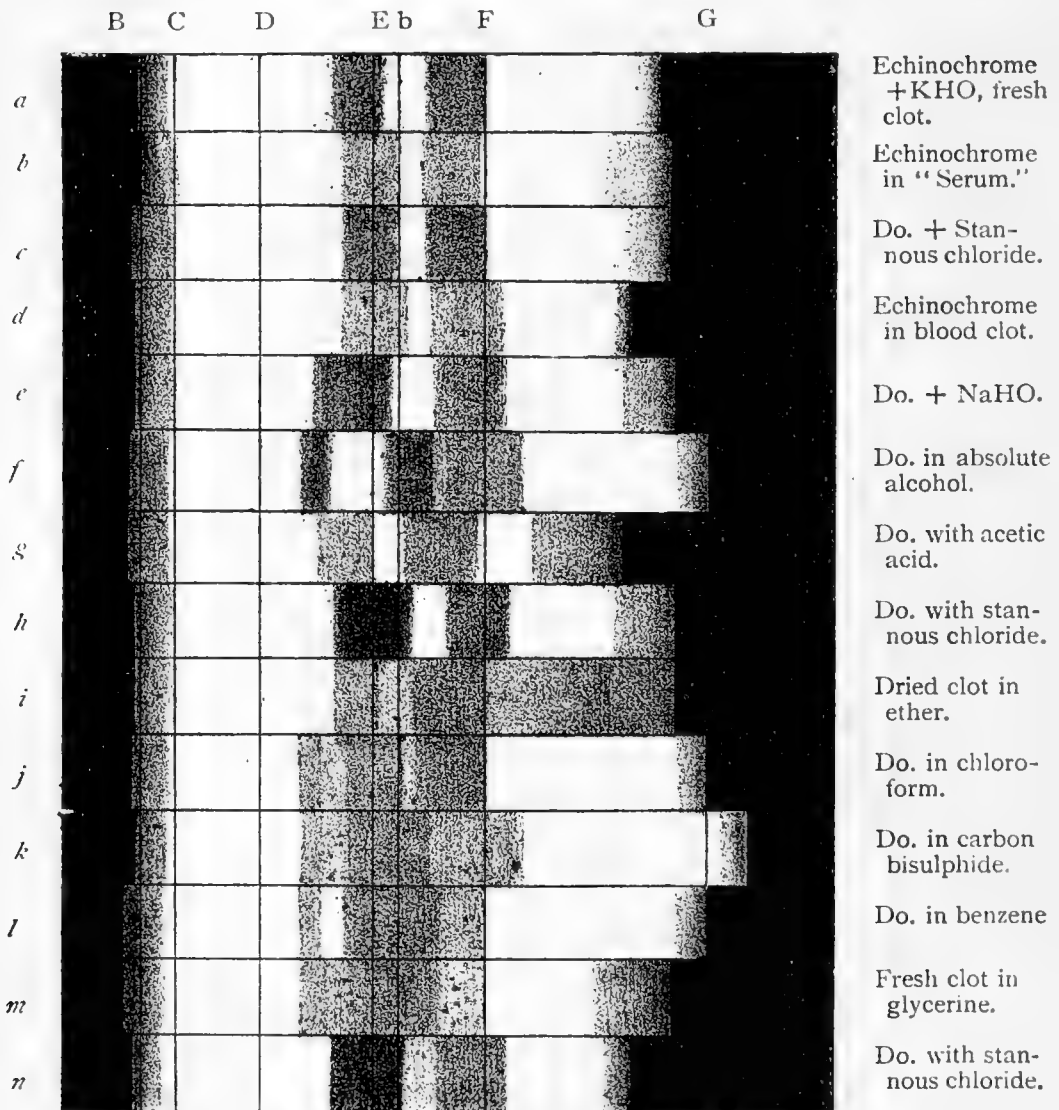 B C D E b F G
a
Echinochrome
+KHO, fresh
clot.
b
Echinochrome
in "Serum."
c
Do. + Stan-
nous chloride.
d
Echinochrome
in blood clot.
e
Do. + NaHO.
f
Do. in absolute
alcohol.
g
Do. with acetic
acid.
h
Do. with stan-
nous chloride.
i
Dried clot in
ether.
j
Do. in chloro-
form.
k
Do. in carbon
bisulphide.
l
Do. in benzene
m
Fresh clot in
glycerine.
n
Do. with stan-
nous chloride.